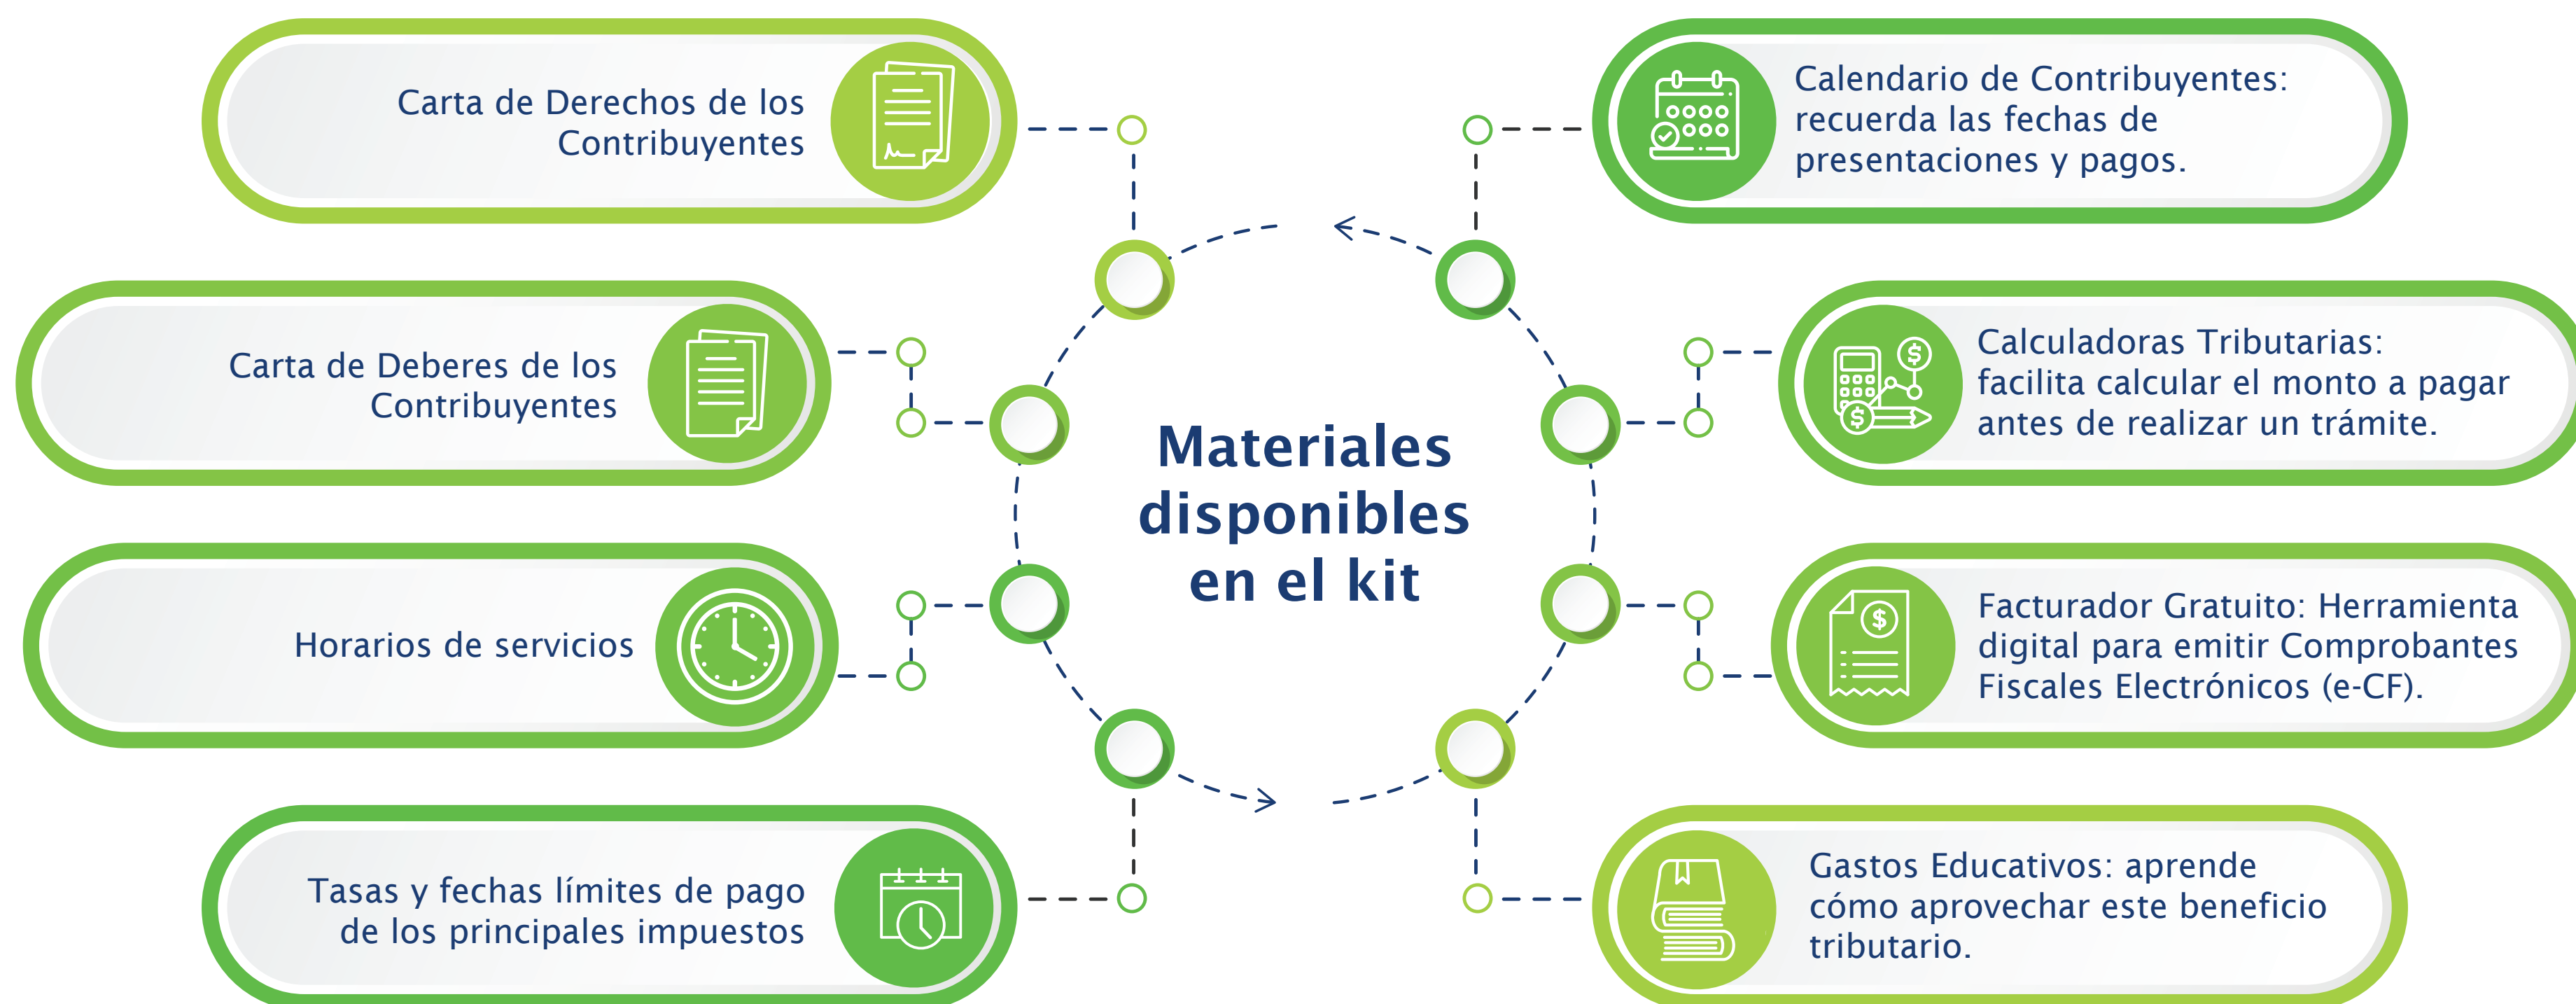 Carta de Derechos de los
Contribuyentes
Carta de Deberes de los
Contribuyentes
Horarios de servicios
Tasas y fechas límites de pago
de los principales impuestos
Materiales
disponibles
en el kit
Calendario de Contribuyentes:
recuerda las fechas de
presentaciones y pagos.
Calculadoras Tributarias:
facilita calcular el monto a pagar
antes de realizar un trámite.
Facturador Gratuito: Herramienta
digital para emitir Comprobantes
Fiscales Electrónicos (e-CF).
Gastos Educativos: aprende
cómo aprovechar este beneficio
tributario.